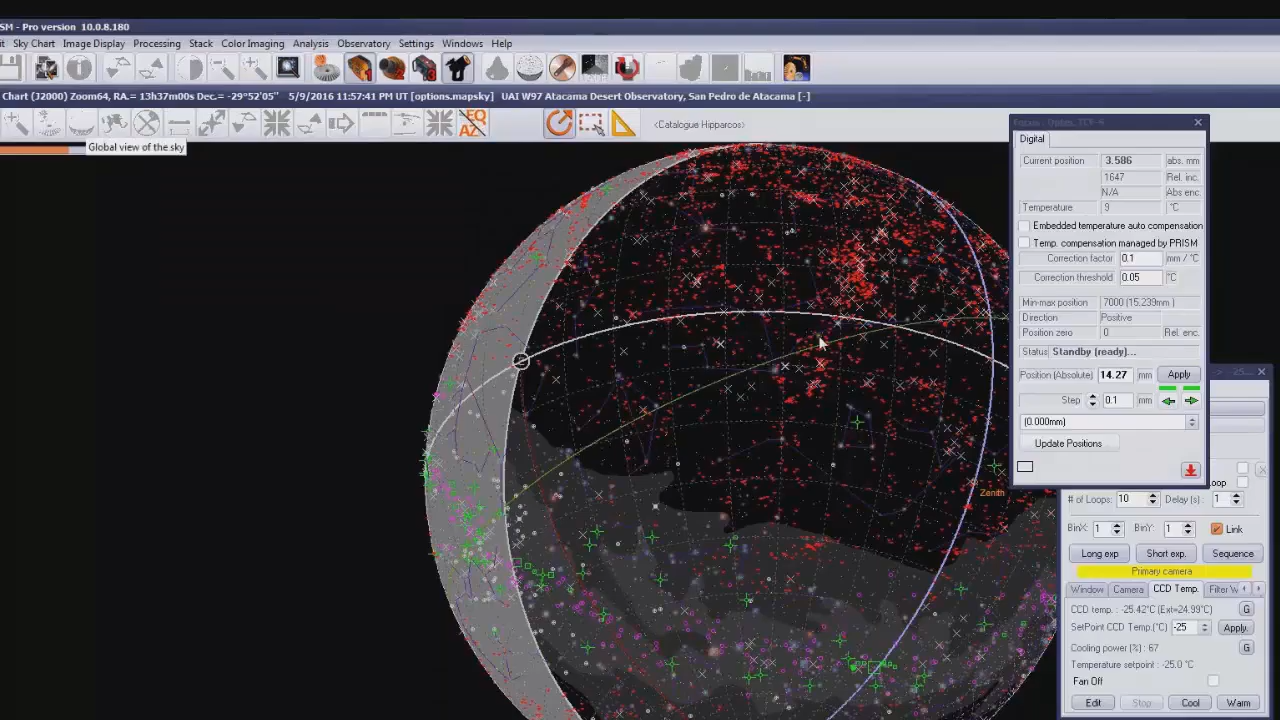 SM - Pro version 10.0.8.180
it Sky Chart Image Display Processing Stack Color Imaging Analysis Observatory Settings Windows Help
Chart (J2000) Zoom64, RA.= 13h37m00s Dec.= -29°52'05" 5/9/2016 11:57:41 PM UT [options.mapsky] UAI W97 Atacama Desert Observatory, San Pedro de Atacama [-]
EQ
AZ
<Catalogue Hipparcos>
Global view of the sky
Digital
Current position 3.586 abs. mm
1647 Rel. inc.
N/A Abs enc.
Temperature 9 °C
Embedded temperature auto compensation
Temp. compensation managed by PRISM
Correction factor 0.1 mm / °C
Correction threshold 0.05 °C
Min-max position 7000 (15,239mm )
Direction Positive
Position zero 0 Rel. enc.
Status Standby (ready)...
Position (Absolute) 14.27 mm Apply
Step 0.1 mm
(0.000mm)
Update Positions
Zenith
oop
# of Loops: 10 Delay (s) : 1
BinX: 1 BinY: 1 Link
Long exp Short exp. Sequence
Primary camera
Window Camera CCD Temp. Filter W
CCD temp. : -25.42°C (Ext=24.99°C) G
SetPoint CCD Temp.(°C) -25 Apply.
Cooling power (%) : 67 G
Temperature setpoint : -25.0 °C
Fan Off
Edit Stop Cool Warm